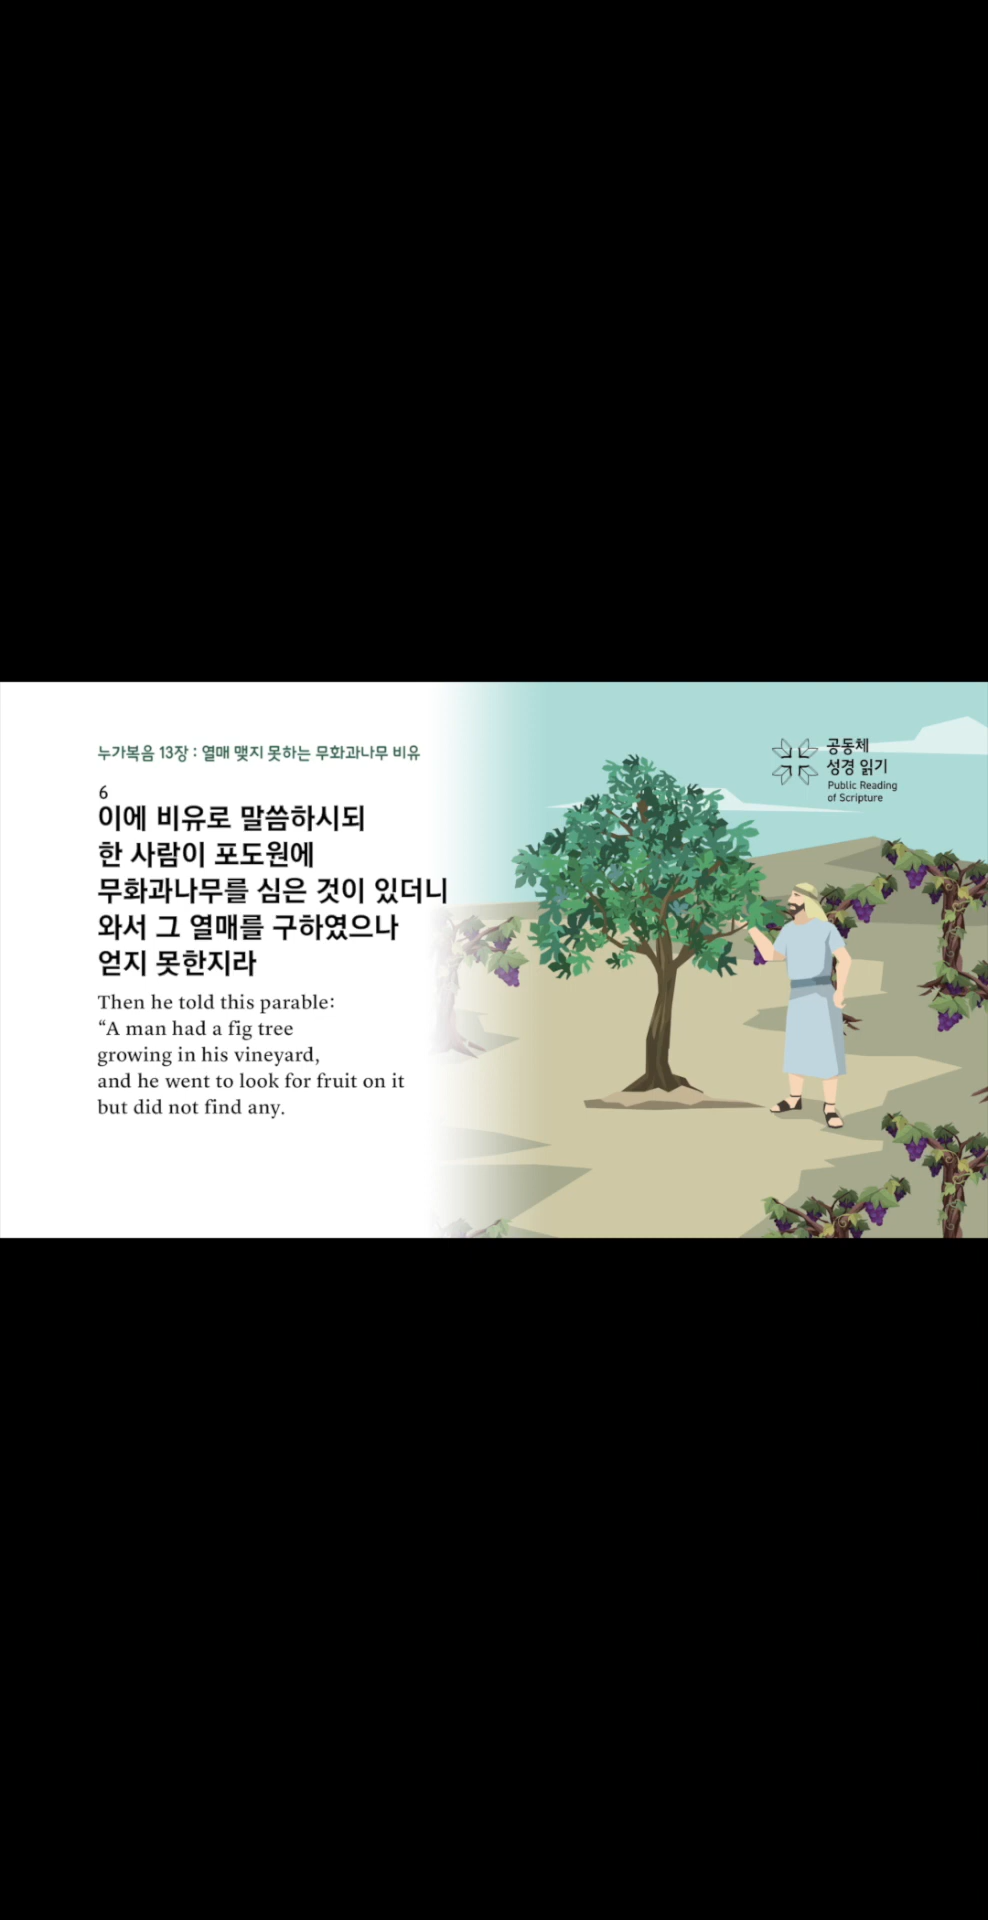 누가복음 13장 : 열매 맺지 못하는 무화과나무 비유
공동체
성경 읽기
Public Reading
of Scripture
6
이에 비유로 말씀하시되
한 사람이 포도원에
무화과나무를 심은 것이 있더니
와서 그 열매를 구하였으나
얻지 못한지라
Then he told this parable:
“A man had a fig tree
growing in his vineyard,
and he went to look for fruit on it
but did not find any.